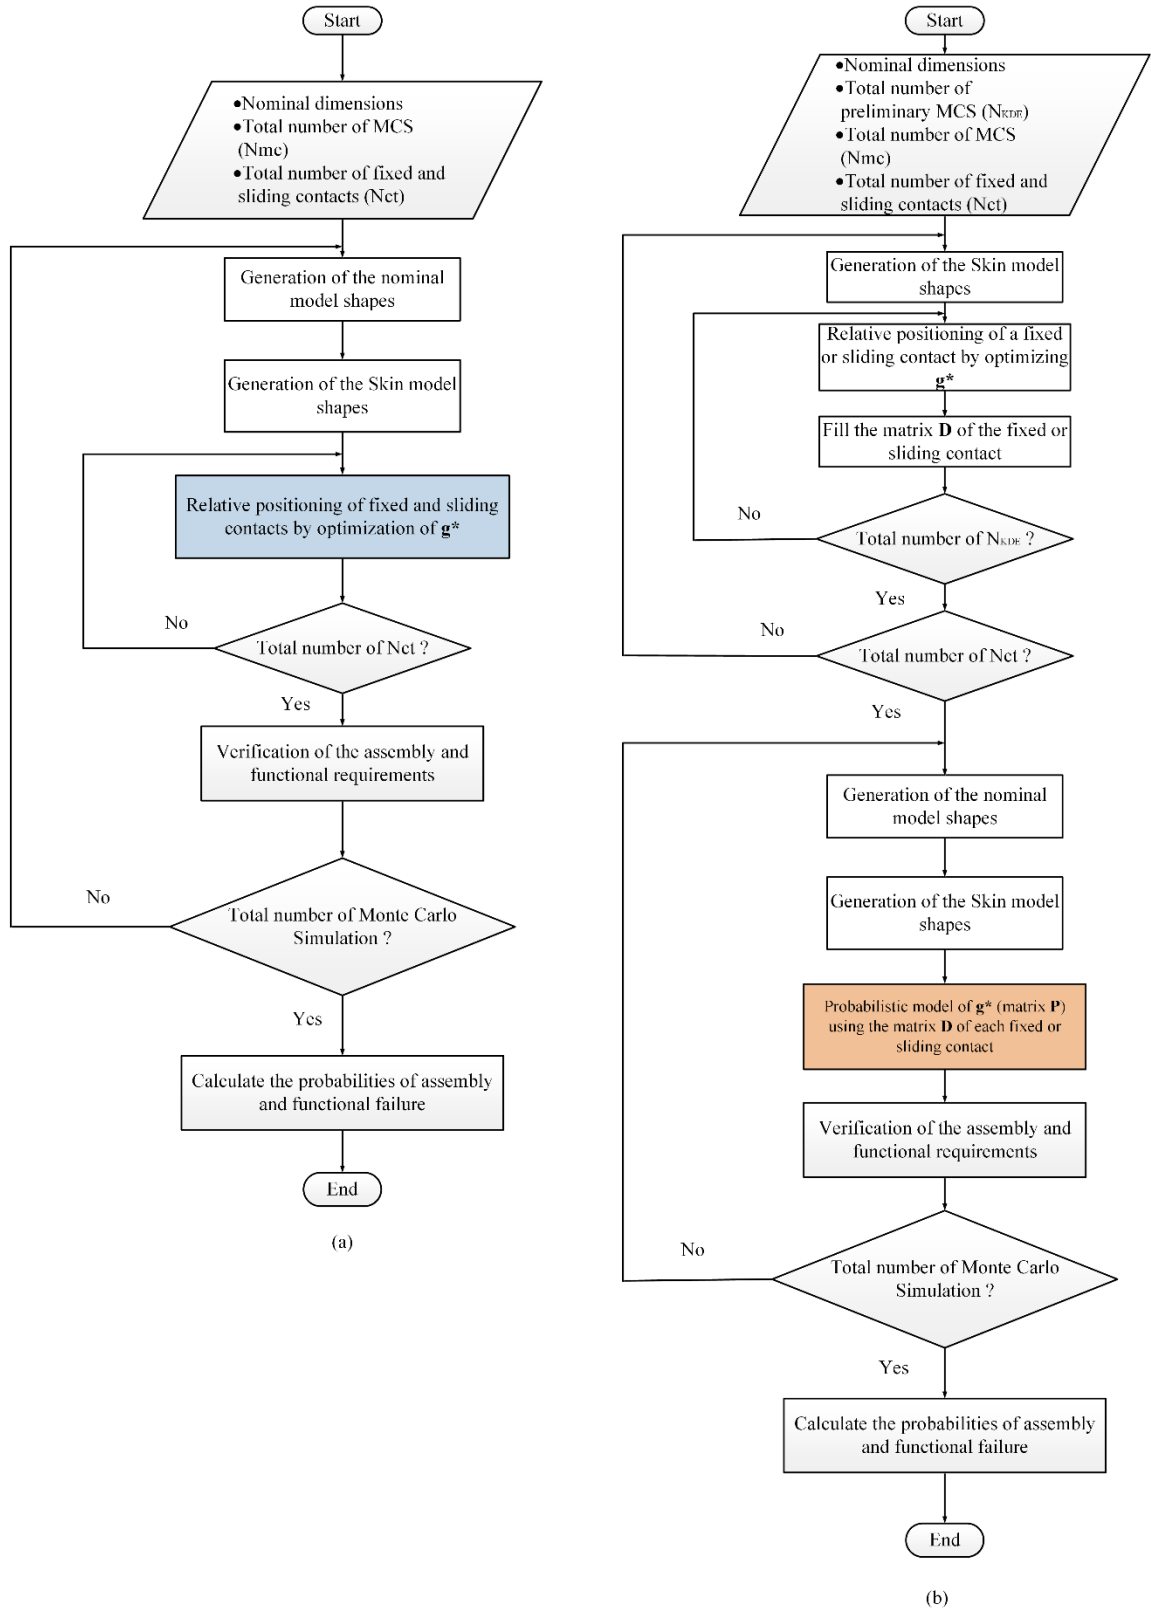 Start
•Nominal dimensions
•Total number of MCS
(Nmc)
•Total number of fixed and
sliding contacts (Nct)
Generation of the nominal
model shapes
Generation of the Skin model
shapes
Relative positioning of fixed and sliding
contacts by optimization of g*
No
Total number of Nct ?
Yes
Verification of the assembly and
functional requirements
No
Total number of Monte Carlo
Simulation ?
Yes
Calculate the probabilities of assembly
and functional failure
End
(a)
Start
•Nominal dimensions
•Total number of
preliminary MCS (NKDE)
•Total number of MCS
(Nmc)
•Total number of fixed and
sliding contacts (Nct)
Generation of the Skin model
shapes
Relative positioning of a fixed
or sliding contact by optimizing
g*
Fill the matrix D of the fixed or
sliding contact
No
Total number of NKDE ?
Yes
No
Total number of Nct ?
Yes
Generation of the nominal
model shapes
Generation of the Skin model
shapes
Probabilistic model of g* (matrix P)
using the matrix D of each fixed or
sliding contact
Verification of the assembly and
functional requirements
No
Total number of Monte Carlo
Simulation ?
Yes
Calculate the probabilities of assembly
and functional failure
End
(b)